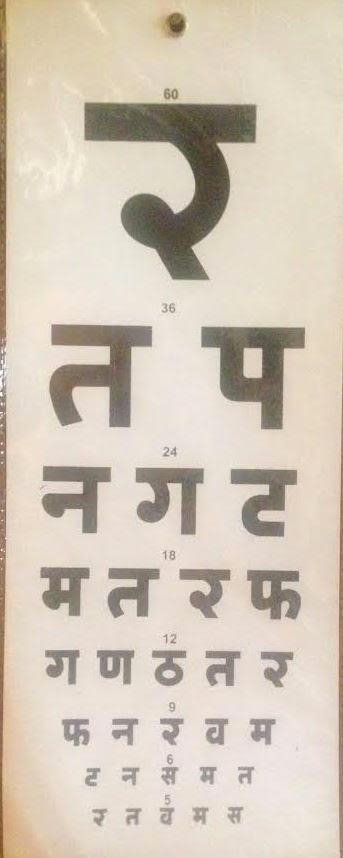 60
र
36
त प
24
न ग ट
18
म त र फ
12
ग ण ठ त र
9
फ न र व म
6
ट न स म त
5
र त व म स